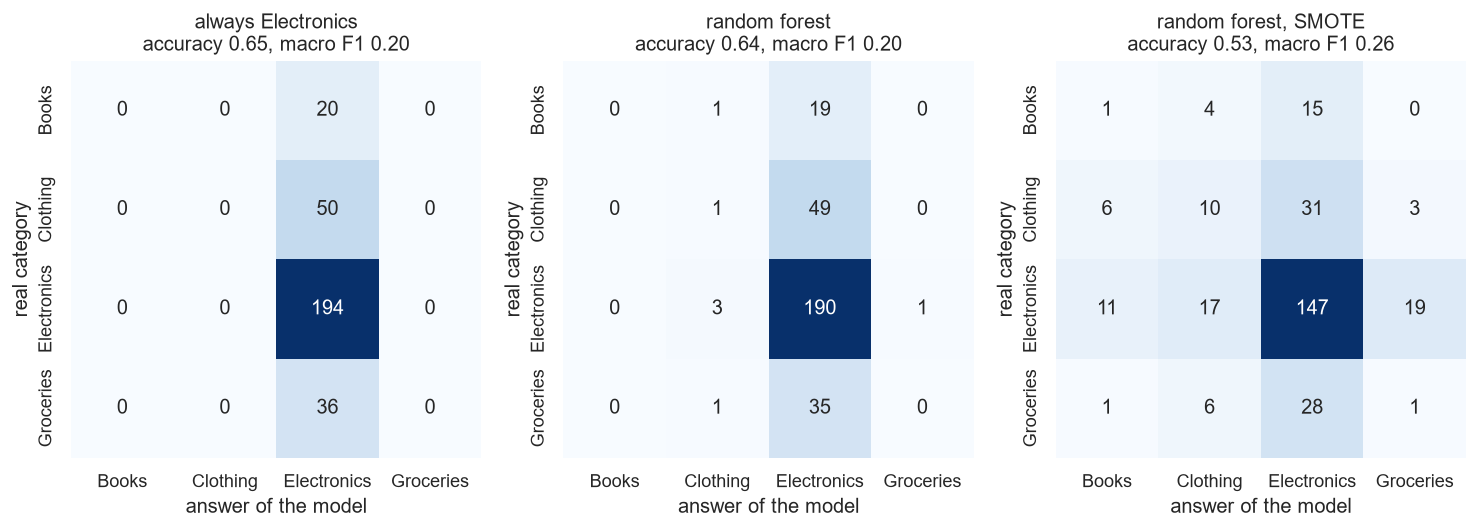 always Electronics
accuracy 0.65, macro F1 0.20
real category
Books
0 0 20 0
Clothing
0 0 50 0
Electronics
0 0 194 0
Groceries
0 0 36 0
Books Clothing Electronics Groceries
answer of the model
random forest
accuracy 0.64, macro F1 0.20
real category
Books
0 1 19 0
Clothing
0 1 49 0
Electronics
0 3 190 1
Groceries
0 1 35 0
Books Clothing Electronics Groceries
answer of the model
random forest, SMOTE
accuracy 0.53, macro F1 0.26
real category
Books
1 4 15 0
Clothing
6 10 31 3
Electronics
11 17 147 19
Groceries
1 6 28 1
Books Clothing Electronics Groceries
answer of the model